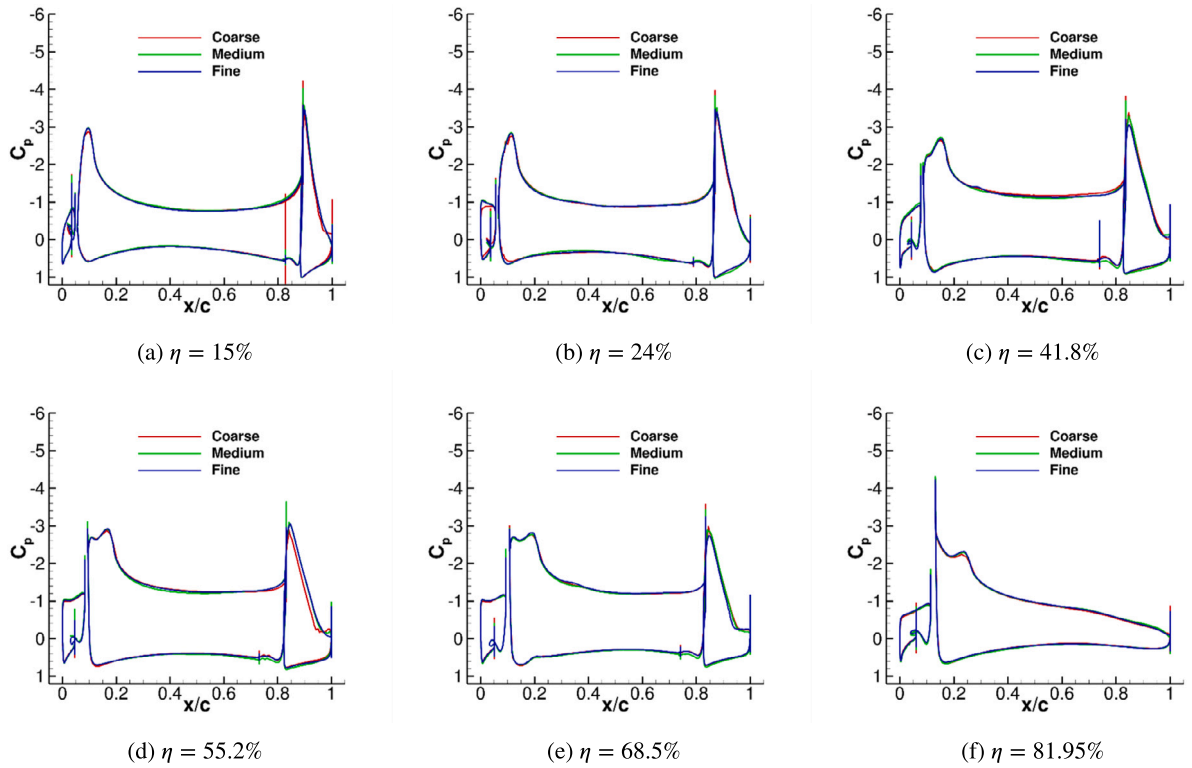 -6
-5
-4
-3
-2
-1
0
1
Cp
Coarse
Medium
Fine
0 0.2 0.4 0.6 0.8 1
x/c
(a) η = 15%
-6
-5
-4
-3
-2
-1
0
1
Cp
Coarse
Medium
Fine
0 0.2 0.4 0.6 0.8 1
x/c
(b) η = 24%
-6
-5
-4
-3
-2
-1
0
1
Cp
Coarse
Medium
Fine
0 0.2 0.4 0.6 0.8 1
x/c
(c) η = 41.8%
-6
-5
-4
-3
-2
-1
0
1
Cp
Coarse
Medium
Fine
0 0.2 0.4 0.6 0.8 1
x/c
(d) η = 55.2%
-6
-5
-4
-3
-2
-1
0
1
Cp
Coarse
Medium
Fine
0 0.2 0.4 0.6 0.8 1
x/c
(e) η = 68.5%
-6
-5
-4
-3
-2
-1
0
1
Cp
Coarse
Medium
Fine
0 0.2 0.4 0.6 0.8 1
x/c
(f) η = 81.95%